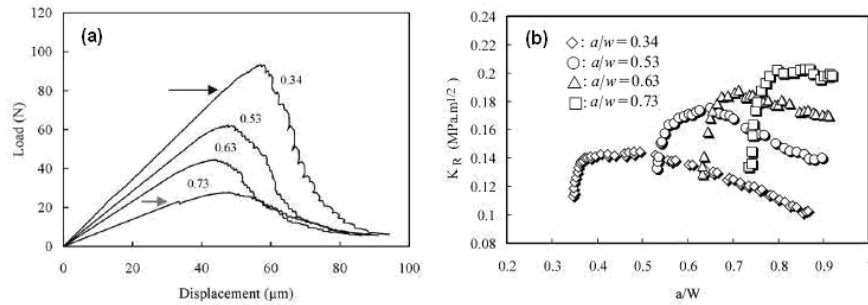 (a)
120
100
80
60
40
20
0
Load (N)
0.34
0.53
0.63
0.73
0 20 40 60 80 100
Displacement (µm)
(b)
◇: a/w = 0.34
○: a/w = 0.53
△: a/w = 0.63
□: a/w = 0.73
0.24
0.22
0.2
0.18
0.16
0.14
0.12
0.1
0.08
K R (MPa.m1/2)
0.2 0.3 0.4 0.5 0.6 0.7 0.8 0.9 1
a/W